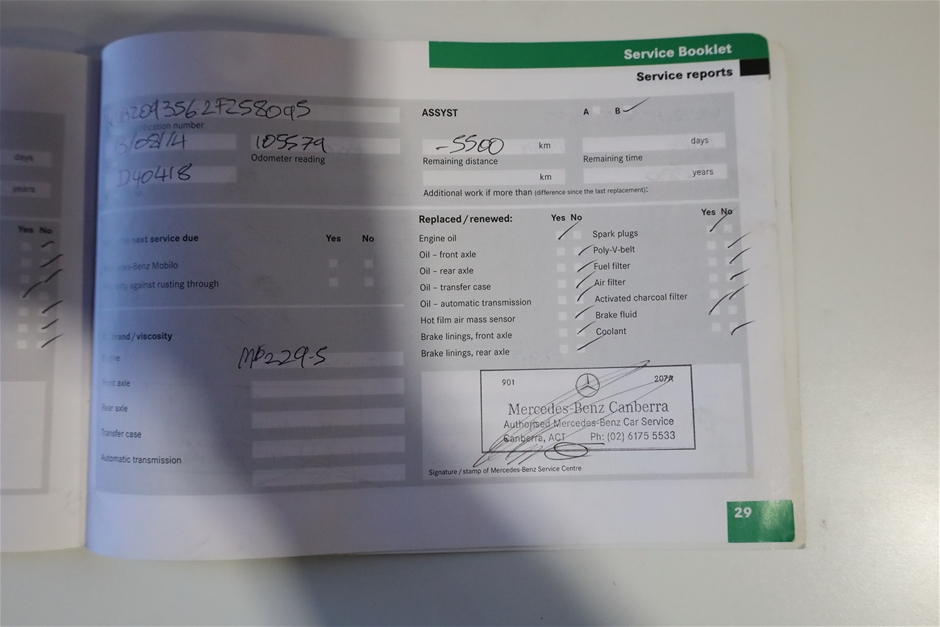 Service Booklet
Service reports
B2093562F258095
number
105579
Odometer reading
D40418
next service due
Yes No
Mercedes-Benz Mobilo
against rusting through
brand/viscosity
Engine
MB229-5
Front axle
Rear axle
Transfer case
Automatic transmission
ASSYST
A B
-5500 km
days
Remaining distance
Remaining time
km
years
Additional work if more than (difference since the last replacement):
Replaced/renewed:
Yes No
Engine oil
Oil – front axle
Oil – rear axle
Oil – transfer case
Oil – automatic transmission
Hot film air mass sensor
Brake linings, front axle
Brake linings, rear axle
Yes No
Spark plugs
Poly-V-belt
Fuel filter
Air filter
Activated charcoal filter
Brake fluid
Coolant
901
Mercedes-Benz Canberra
Authorised Mercedes-Benz Car Service
Canberra, ACT Ph: (02) 6175 5533
Signature/stamp of Mercedes-Benz Service Centre
29
days
years
Yes No